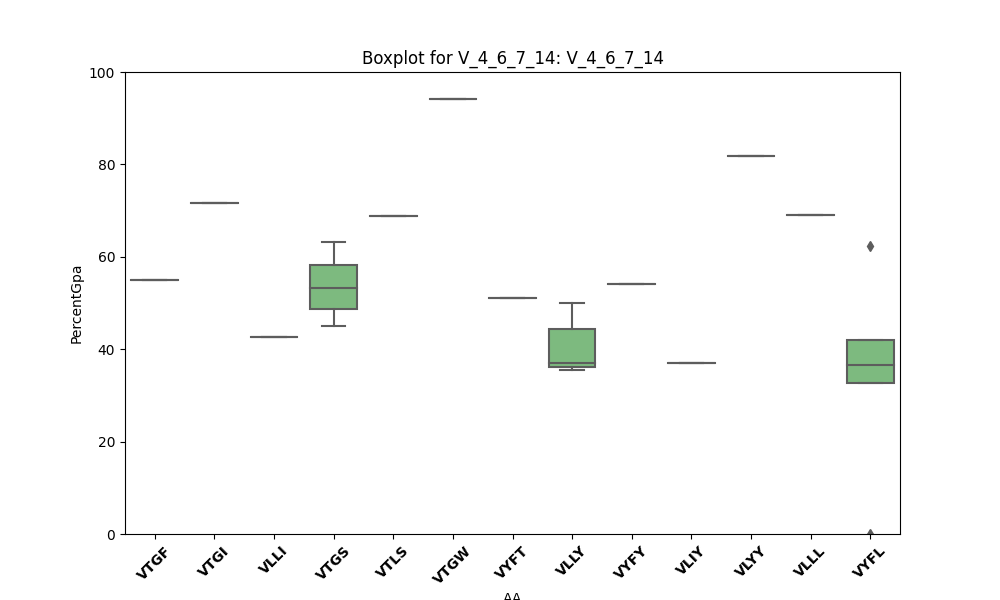 Boxplot for V_4_6_7_14: V_4_6_7_14
100
80
60
40
20
0
PercentGpa
VTGF
VTGI
VLLI
VTGS
VTLS
VTGW
VYFT
VLLY
VYFY
VLIY
VLYY
VLLL
VYFL
AA